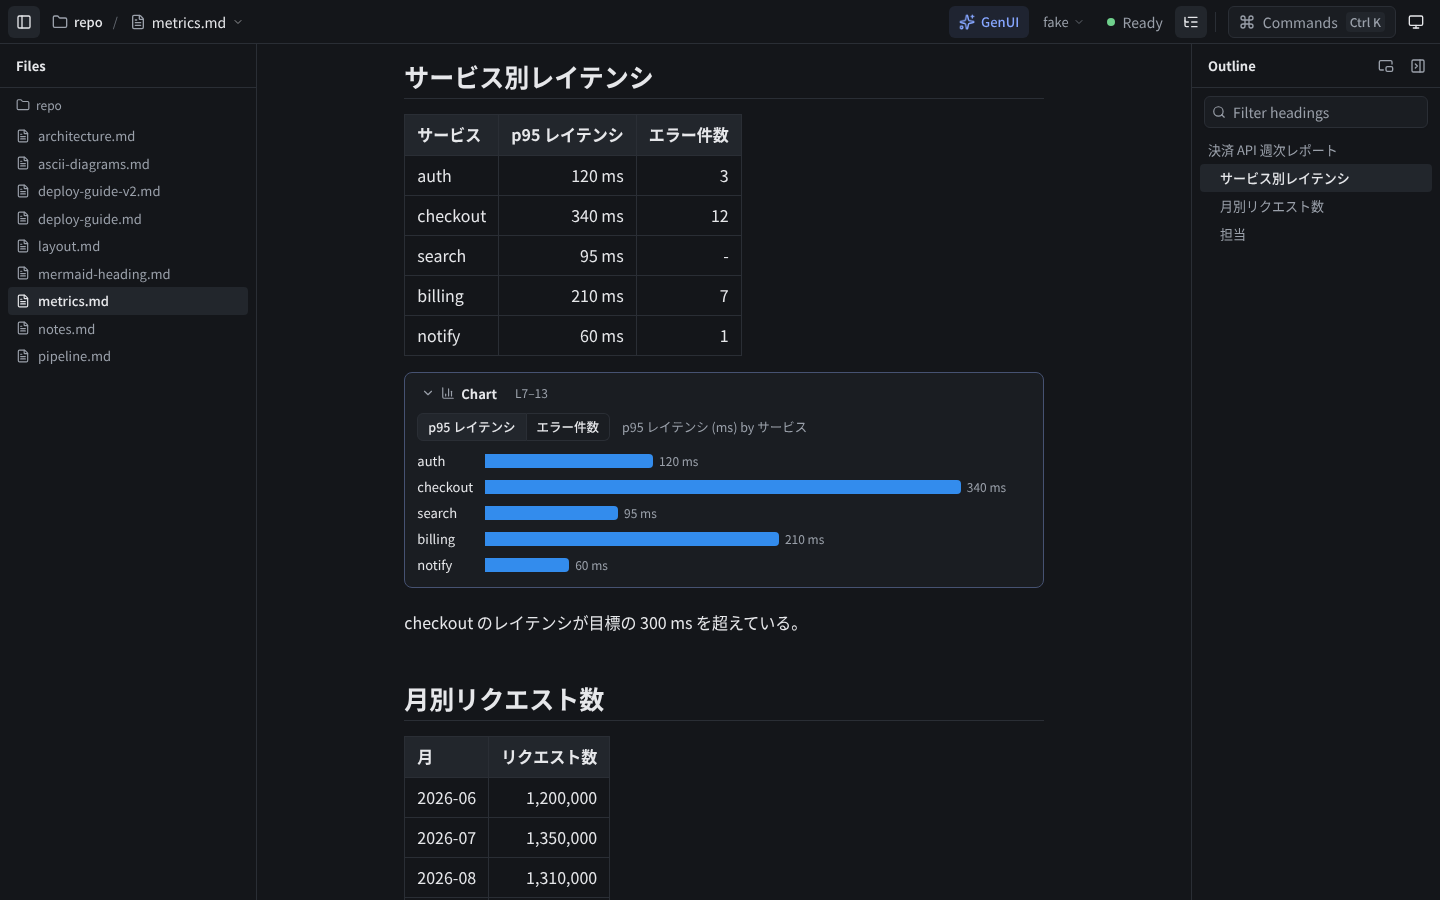 repo / metrics.md
GenUI
fake
Ready
Commands Ctrl K
Files
repo
architecture.md
ascii-diagrams.md
deploy-guide-v2.md
deploy-guide.md
layout.md
mermaid-heading.md
metrics.md
notes.md
pipeline.md
サービス別レイテンシ
サービス p95 レイテンシ エラー件数
auth 120 ms 3
checkout 340 ms 12
search 95 ms -
billing 210 ms 7
notify 60 ms 1
Chart L7–13
p95 レイテンシ エラー件数 p95 レイテンシ (ms) by サービス
auth 120 ms
checkout 340 ms
search 95 ms
billing 210 ms
notify 60 ms
checkout のレイテンシが目標の 300 ms を超えている。
月別リクエスト数
月 リクエスト数
2026-06 1,200,000
2026-07 1,350,000
2026-08 1,310,000
Outline
Filter headings
決済 API 週次レポート
サービス別レイテンシ
月別リクエスト数
担当